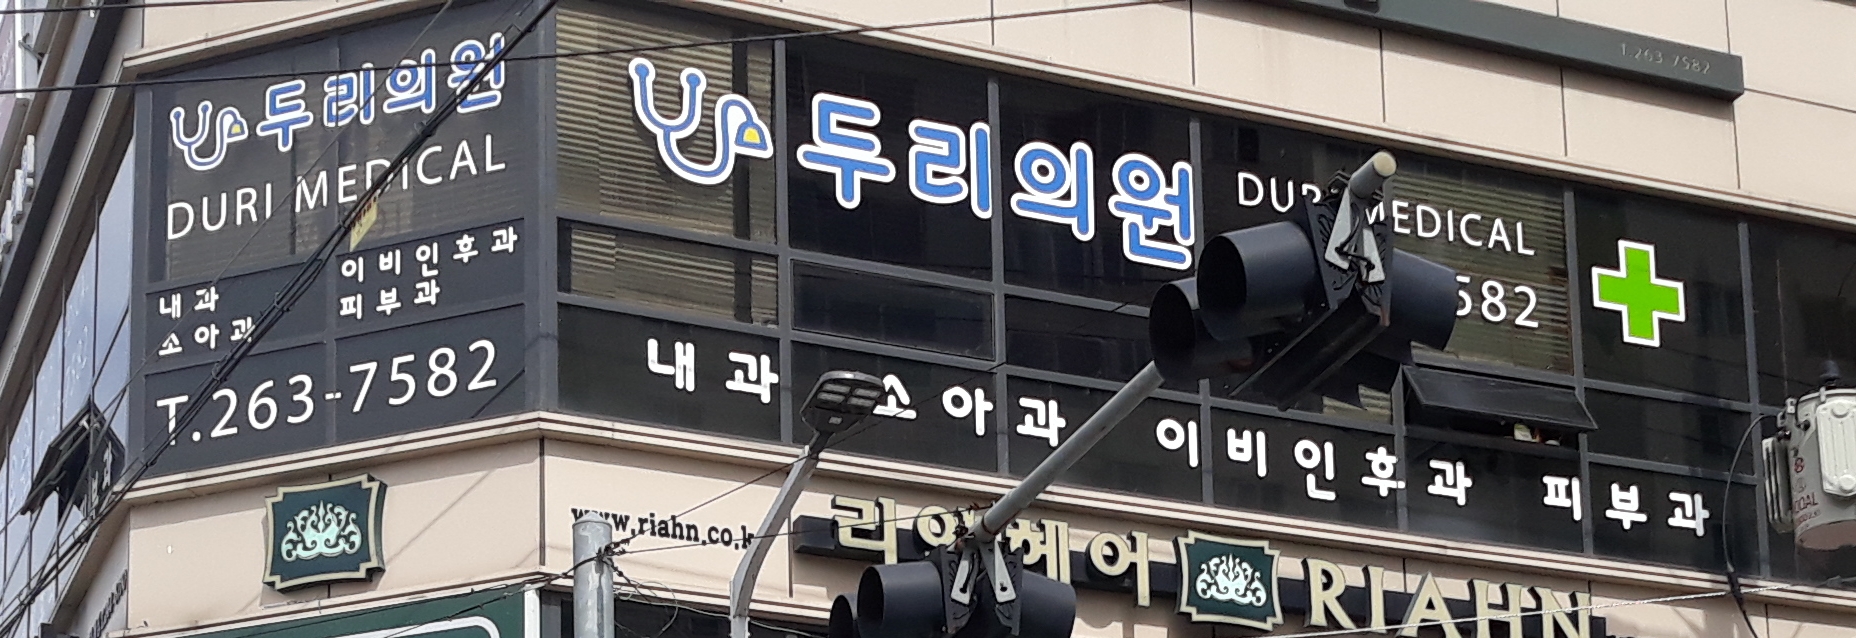 두리의원
DURI MEDICAL
내과
소아과
이비인후과
피부과
T.263-7582
두리의원
MEDICAL
582
내과 소아과 이비인후과 피부과
T.263 7582
www.riahn.co.k
리안헤어
RIAHN